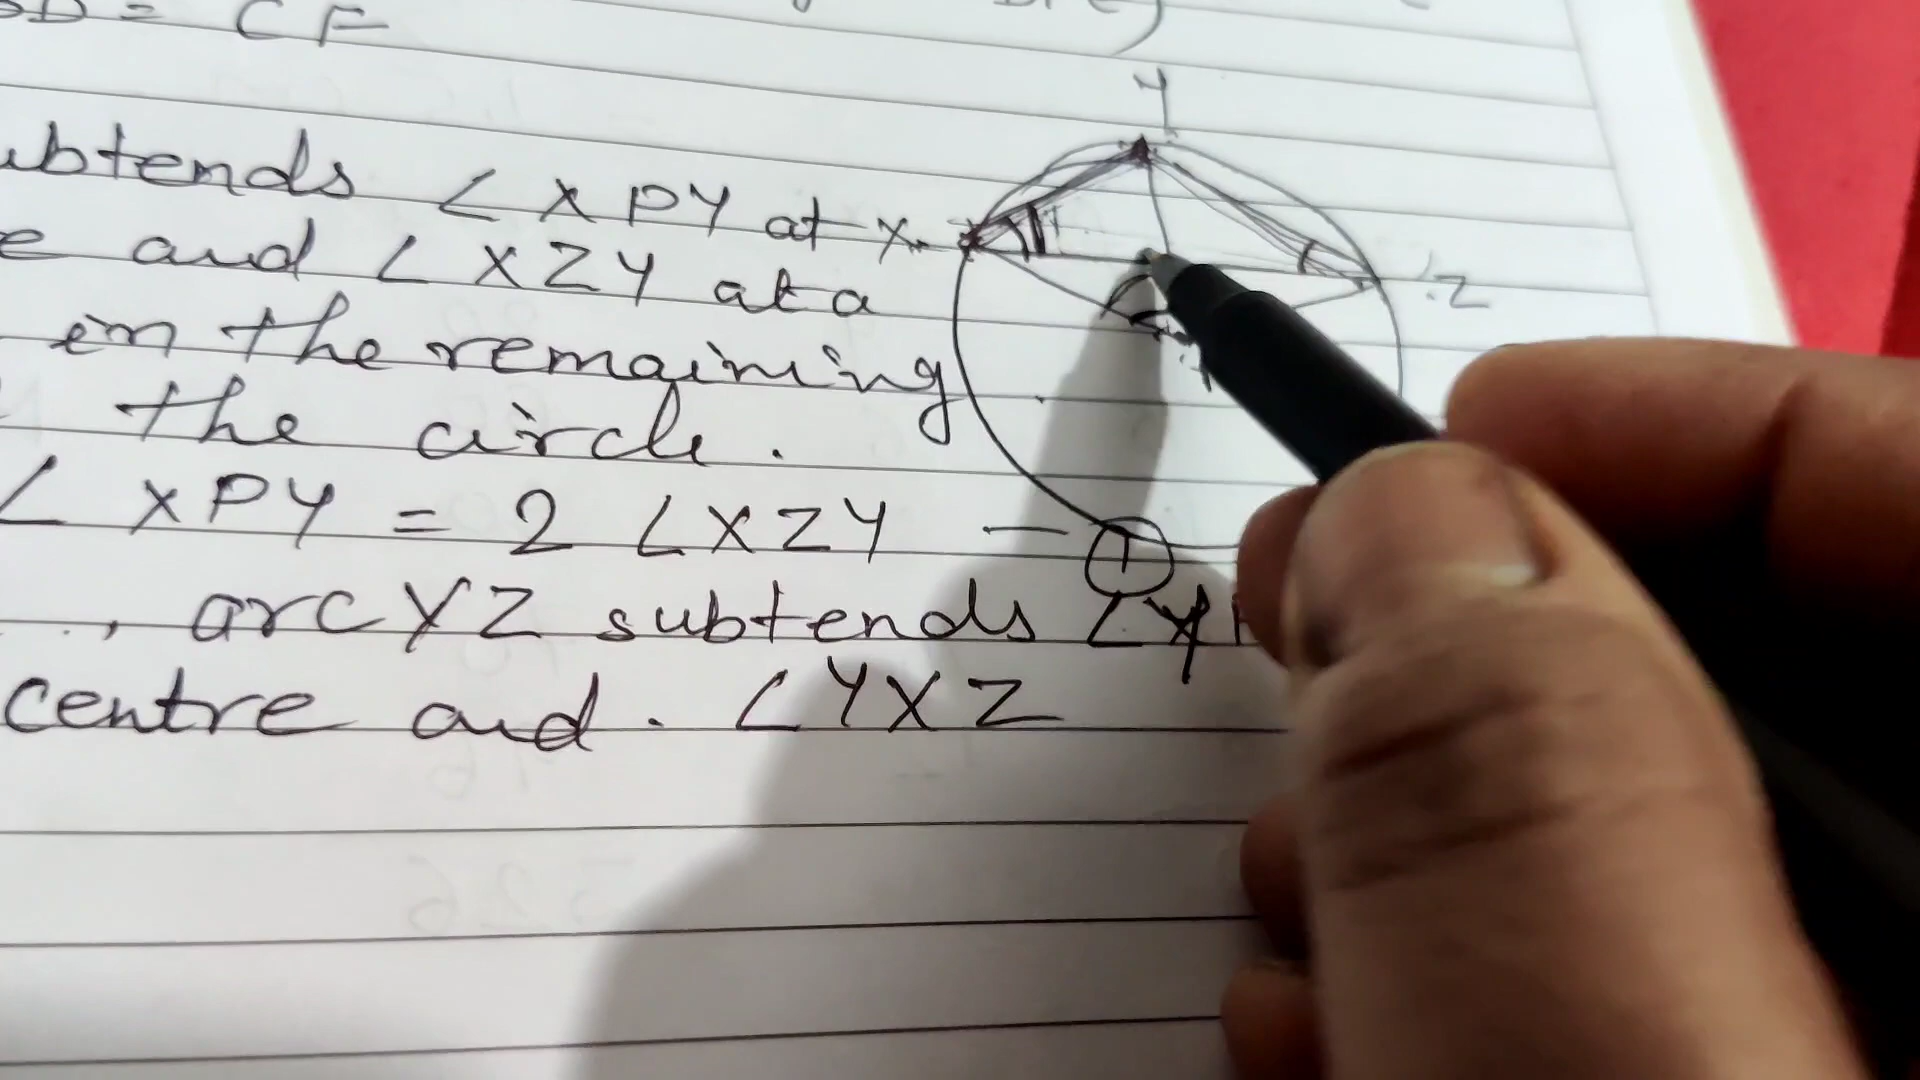 = CF
ubtends ∠XPY at
e and ∠XZY at a
in the remaining
the circle.
∠XPY = 2 ∠XZY — 1
., arc YZ subtends ∠Y
centre and . ∠YXZ
Y
X
Z